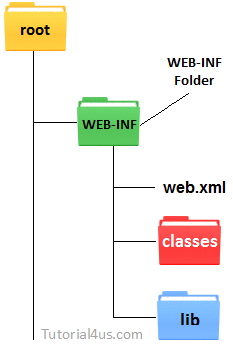 root
WEB-INF
Folder
WEB-INF
web.xml
classes
lib
Tutorial4us.com